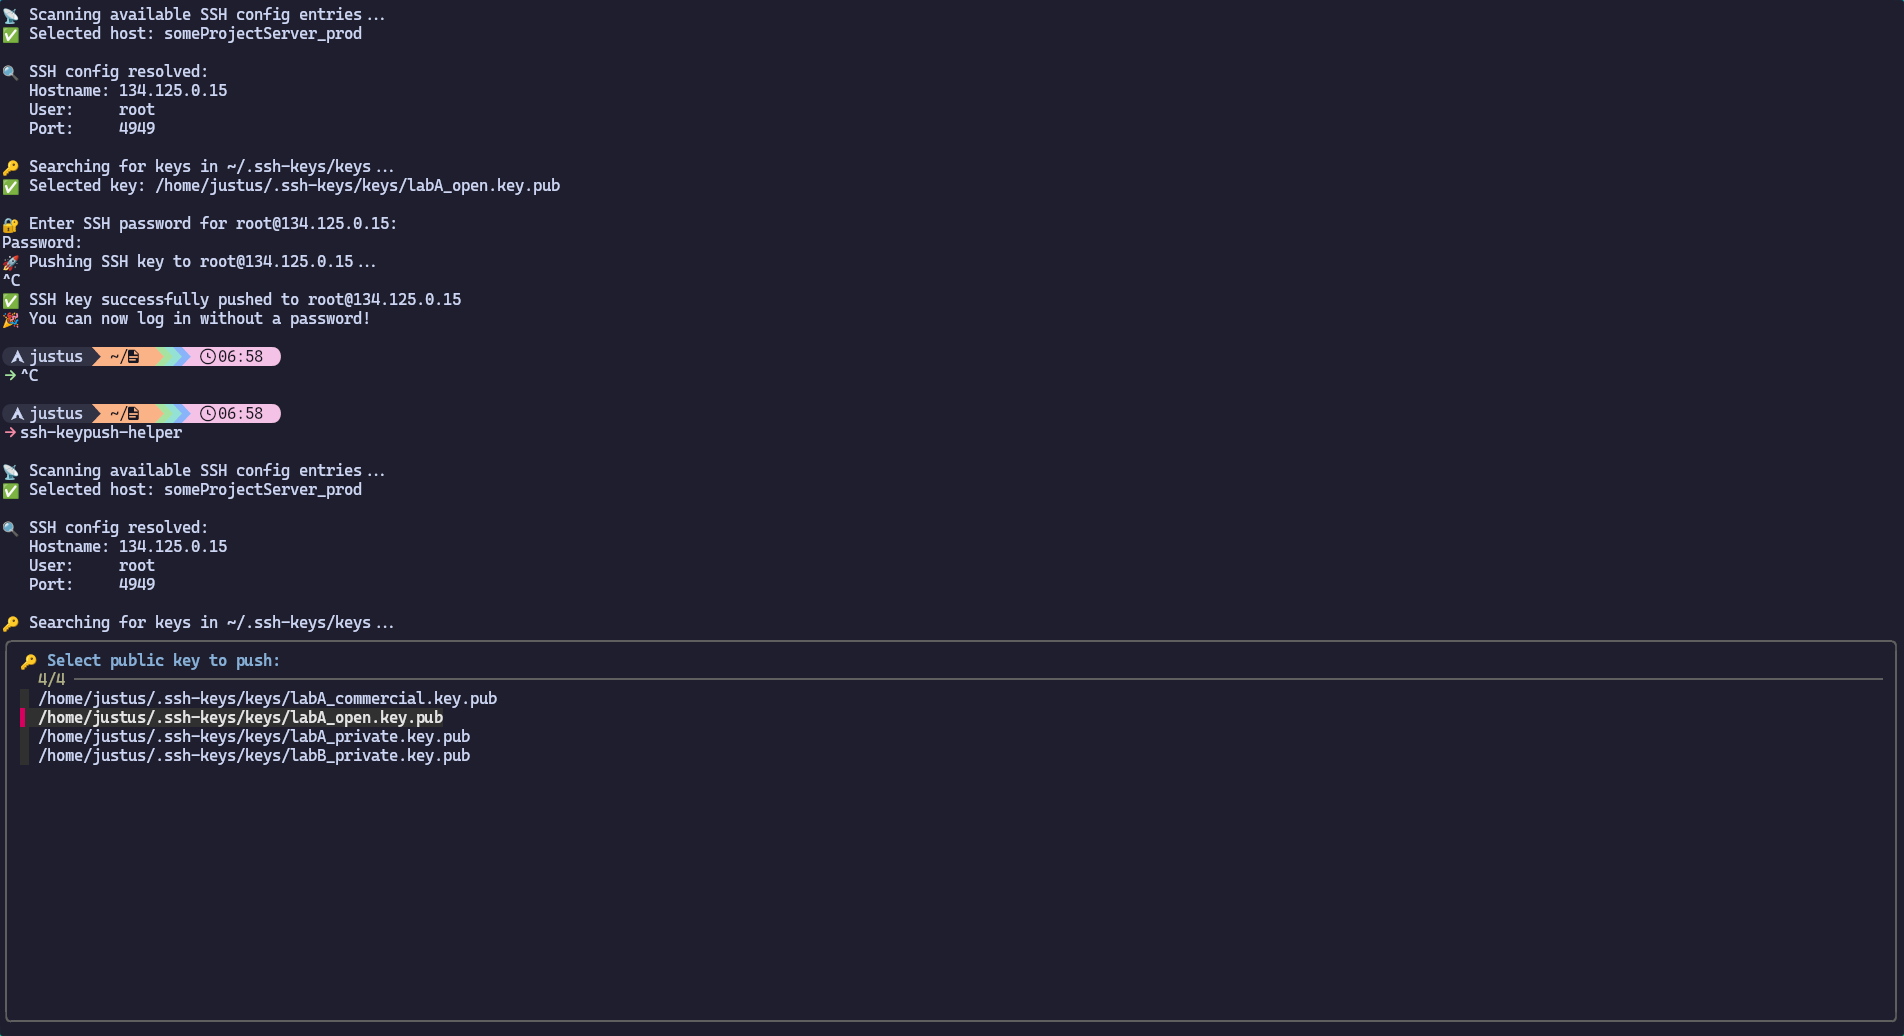 Scanning available SSH config entries...
Selected host: someProjectServer_prod
SSH config resolved:
Hostname: 134.125.0.15
User: root
Port: 4949
Searching for keys in ~/.ssh-keys/keys...
Selected key: /home/justus/.ssh-keys/keys/labA_open.key.pub
Enter SSH password for root@134.125.0.15:
Password:
Pushing SSH key to root@134.125.0.15...
^C
SSH key successfully pushed to root@134.125.0.15
You can now log in without a password!
justus ~/ 06:58
→ ^C
justus ~/ 06:58
→ ssh-keypush-helper
Scanning available SSH config entries...
Selected host: someProjectServer_prod
SSH config resolved:
Hostname: 134.125.0.15
User: root
Port: 4949
Searching for keys in ~/.ssh-keys/keys...
Select public key to push:
4/4
/home/justus/.ssh-keys/keys/labA_commercial.key.pub
/home/justus/.ssh-keys/keys/labA_open.key.pub
/home/justus/.ssh-keys/keys/labA_private.key.pub
/home/justus/.ssh-keys/keys/labB_private.key.pub